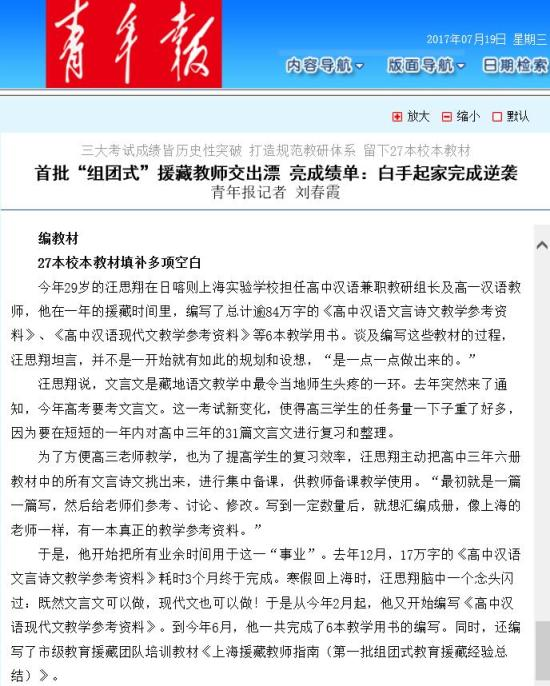 青年报
2017年07月19日 星期三
内容导航 版面导航 日期检索
放大 缩小 默认
三大考试成绩皆历史性突破 打造规范教研体系 留下27本校本教材
首批“组团式”援藏教师交出漂 亮成绩单：白手起家完成逆袭
青年报记者 刘春霞
编教材
27本校本教材填补多项空白
今年29岁的汪思翔在日喀则上海实验学校担任高中汉语兼职教研组长及高一汉语教
师，他在一年的援藏时间里，编写了总计逾84万字的《高中汉语文言诗文教学参考资
料》、《高中汉语现代文教学参考资料》等6本教学用书。谈及编写这些教材的过程，
汪思翔坦言，并不是一开始就有如此的规划和设想，“是一点一点做出来的。”
汪思翔说，文言文是藏地语文教学中最令当地师生头疼的一环。去年突然来了通
知，今年高考要考文言文。这一考试新变化，使得高三学生的任务量一下子重了好多，
因为要在短短的一年内对高中三年的31篇文言文进行复习和整理。
为了方便高三老师教学，也为了提高学生的复习效率，汪思翔主动把高中三年六册
教材中的所有文言诗文挑出来，进行集中备课，供教师备课教学使用。“最初就是一篇
一篇写，然后给老师们参考、讨论、修改。写到一定数量后，就想汇编成册，像上海的
老师一样，有一本真正的教学参考资料。”
于是，他开始把所有业余时间用于这一“事业”。去年12月，17万字的《高中汉语
文言诗文教学参考资料》耗时3个月终于完成。寒假回上海时，汪思翔脑中一个念头闪
过：既然文言文可以做，现代文也可以做！于是从今年2月起，他又开始编写《高中汉
语现代文教学参考资料》。到今年6月，他一共完成了6本教学用书的编写。同时，还编
写了市级教育援藏团队培训教材《上海援藏教师指南（第一批组团式教育援藏经验总
结）》。